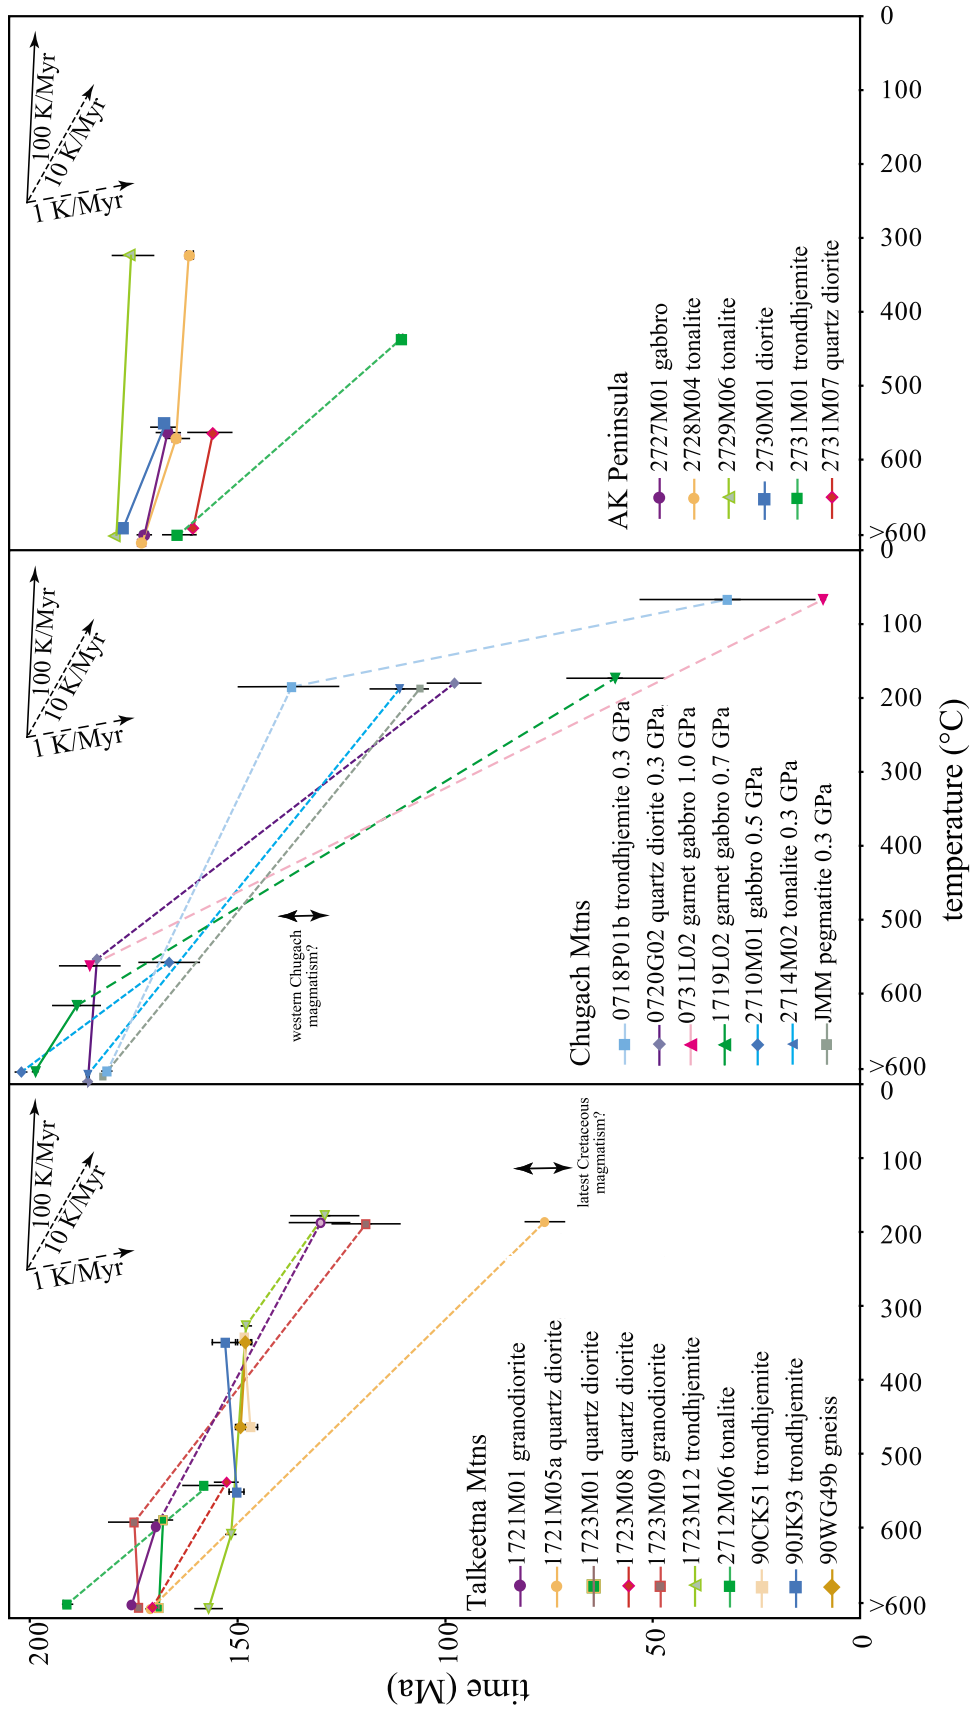 100 K/Myr
10 K/Myr
1 K/Myr
AK Peninsula
2727M01 gabbro
2728M04 tonalite
2729M06 tonalite
2730M01 diorite
2731M01 trondhjemite
2731M07 quartz diorite
0
100
200
300
400
500
600
>600
100 K/Myr
10 K/Myr
1 K/Myr
western Chugach
magmatism?
Chugach Mtns
0718P01b trondhjemite 0.3 GPa
0720G02 quartz diorite 0.3 GPa
0731L02 garnet gabbro 1.0 GPa
1719L02 garnet gabbro 0.7 GPa
2710M01 gabbro 0.5 GPa
2714M02 tonalite 0.3 GPa
JMM pegmatite 0.3 GPa
0
100
200
300
400
500
600
>600
temperature (°C)
100 K/Myr
10 K/Myr
1 K/Myr
latest Cretaceous
magmatism?
Talkeetna Mtns
1721M01 granodiorite
1721M05a quartz diorite
1723M01 quartz diorite
1723M08 quartz diorite
1723M09 granodiorite
1723M12 trondhjemite
2712M06 tonalite
90CK51 trondhjemite
90JK93 trondhjemite
90WG49b gneiss
0
100
200
300
400
500
600
>600
200
150
100
50
0
time (Ma)